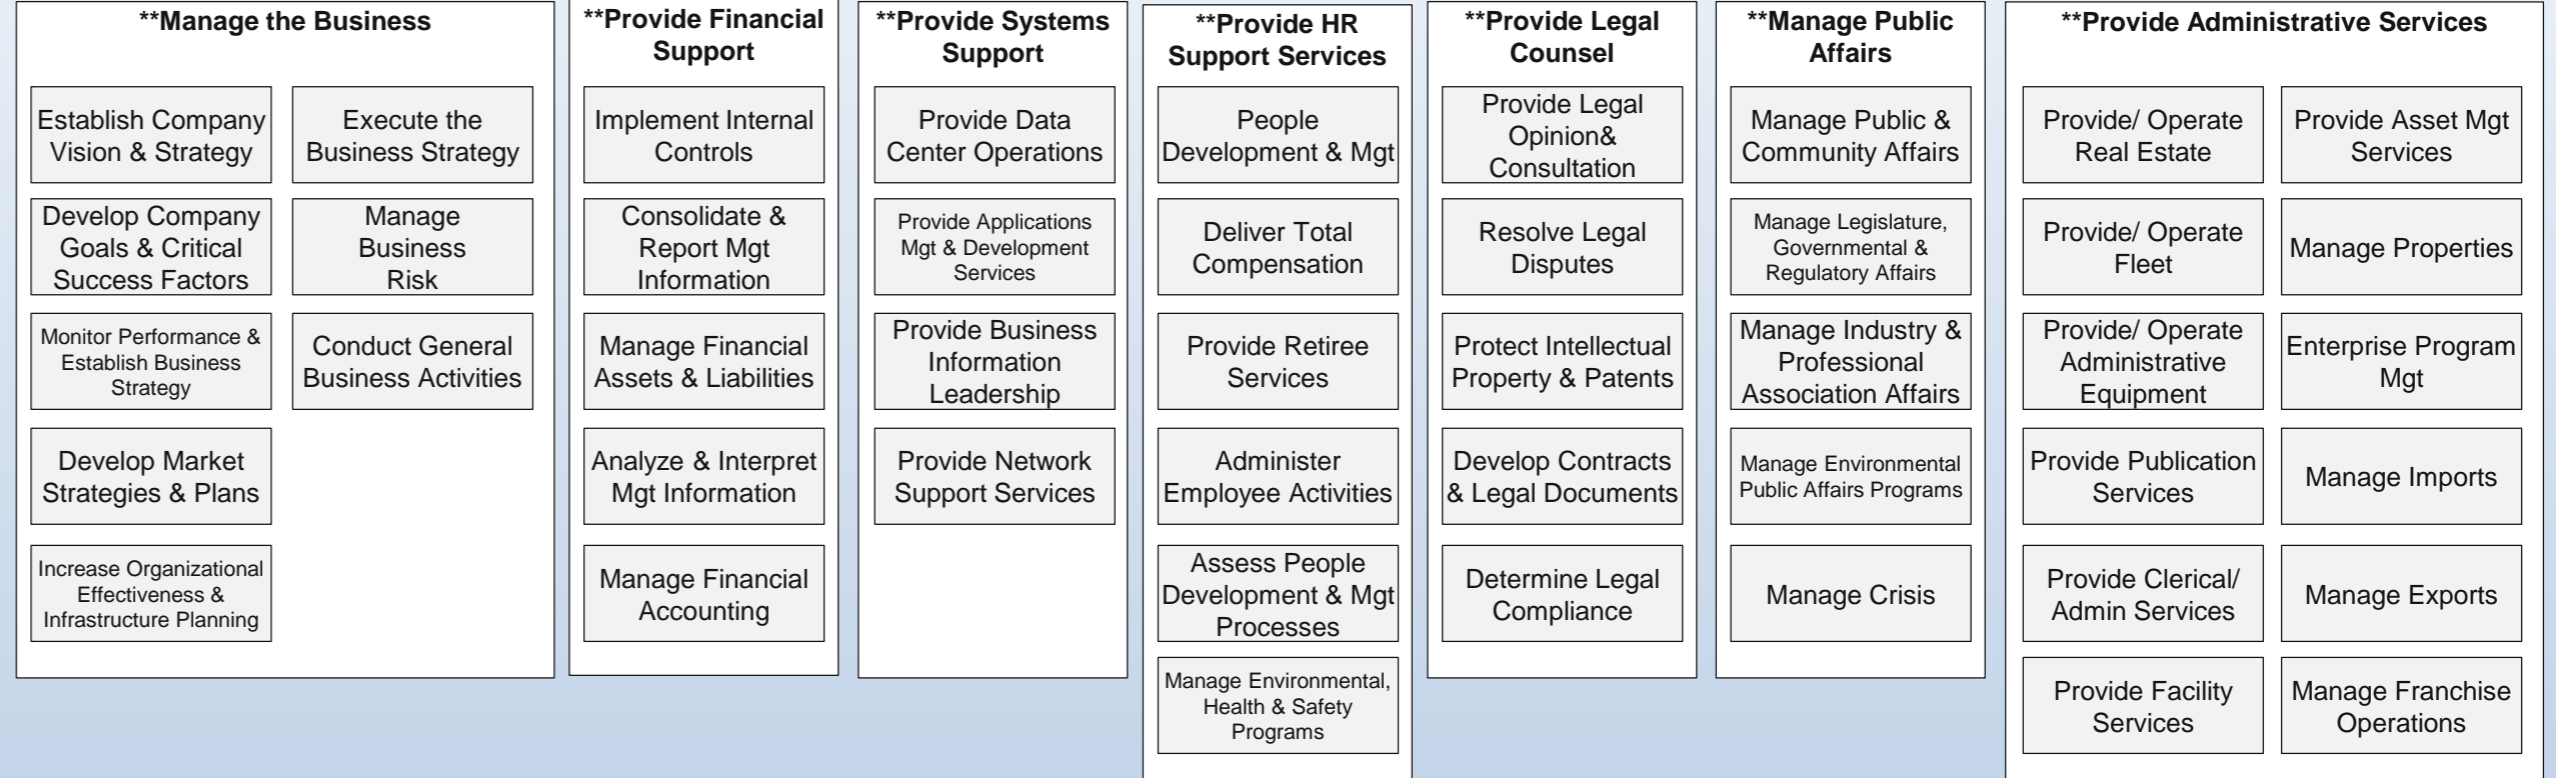 **Manage the Business
Establish Company
Vision & Strategy
Execute the
Business Strategy
Develop Company
Goals & Critical
Success Factors
Manage
Business
Risk
Monitor Performance &
Establish Business
Strategy
Conduct General
Business Activities
Develop Market
Strategies & Plans
Increase Organizational
Effectiveness &
Infrastructure Planning
**Provide Financial
Support
Implement Internal
Controls
Consolidate &
Report Mgt
Information
Manage Financial
Assets & Liabilities
Analyze & Interpret
Mgt Information
Manage Financial
Accounting
**Provide Systems
Support
Provide Data
Center Operations
Provide Applications
Mgt & Development
Services
Provide Business
Information
Leadership
Provide Network
Support Services
**Provide HR
Support Services
People
Development & Mgt
Deliver Total
Compensation
Provide Retiree
Services
Administer
Employee Activities
Assess People
Development & Mgt
Processes
Manage Environmental,
Health & Safety
Programs
**Provide Legal
Counsel
Provide Legal
Opinion&
Consultation
Resolve Legal
Disputes
Protect Intellectual
Property & Patents
Develop Contracts
& Legal Documents
Determine Legal
Compliance
**Manage Public
Affairs
Manage Public &
Community Affairs
Manage Legislature,
Governmental &
Regulatory Affairs
Manage Industry &
Professional
Association Affairs
Manage Environmental
Public Affairs Programs
Manage Crisis
**Provide Administrative Services
Provide/ Operate
Real Estate
Provide Asset Mgt
Services
Provide/ Operate
Fleet
Manage Properties
Provide/ Operate
Administrative
Equipment
Enterprise Program
Mgt
Provide Publication
Services
Manage Imports
Provide Clerical/
Admin Services
Manage Exports
Provide Facility
Services
Manage Franchise
Operations